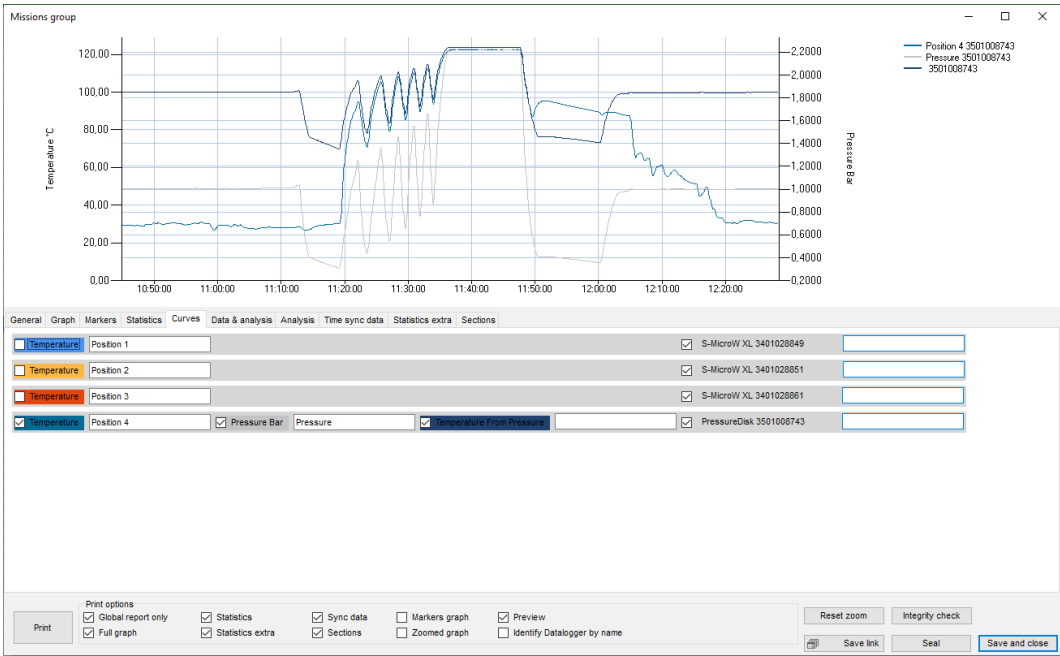 Missions group
120,00
100,00
80,00
60,00
40,00
20,00
0,00
Temperature °C
2,2000
2,0000
1,8000
1,6000
1,4000
1,2000
1,0000
0,8000
0,6000
0,4000
0,2000
Pressure Bar
10:50:00 11:00:00 11:10:00 11:20:00 11:30:00 11:40:00 11:50:00 12:00:00 12:10:00 12:20:00
Position 4 3501008743
Pressure 3501008743
3501008743
General Graph Markers Statistics Curves Data & analysis Analysis Time sync data Statistics extra Sections
Temperature Position 1 S-MicroW XL 3401028849
Temperature Position 2 S-MicroW XL 3401028851
Temperature Position 3 S-MicroW XL 3401028861
Temperature Position 4 Pressure Bar Pressure Temperature From Pressure PressureDisk 3501008743
Print
Print options
Global report only Statistics Sync data Markers graph Preview
Full graph Statistics extra Sections Zoomed graph Identify Datalogger by name
Reset zoom Integrity check
Save link Seal Save and close